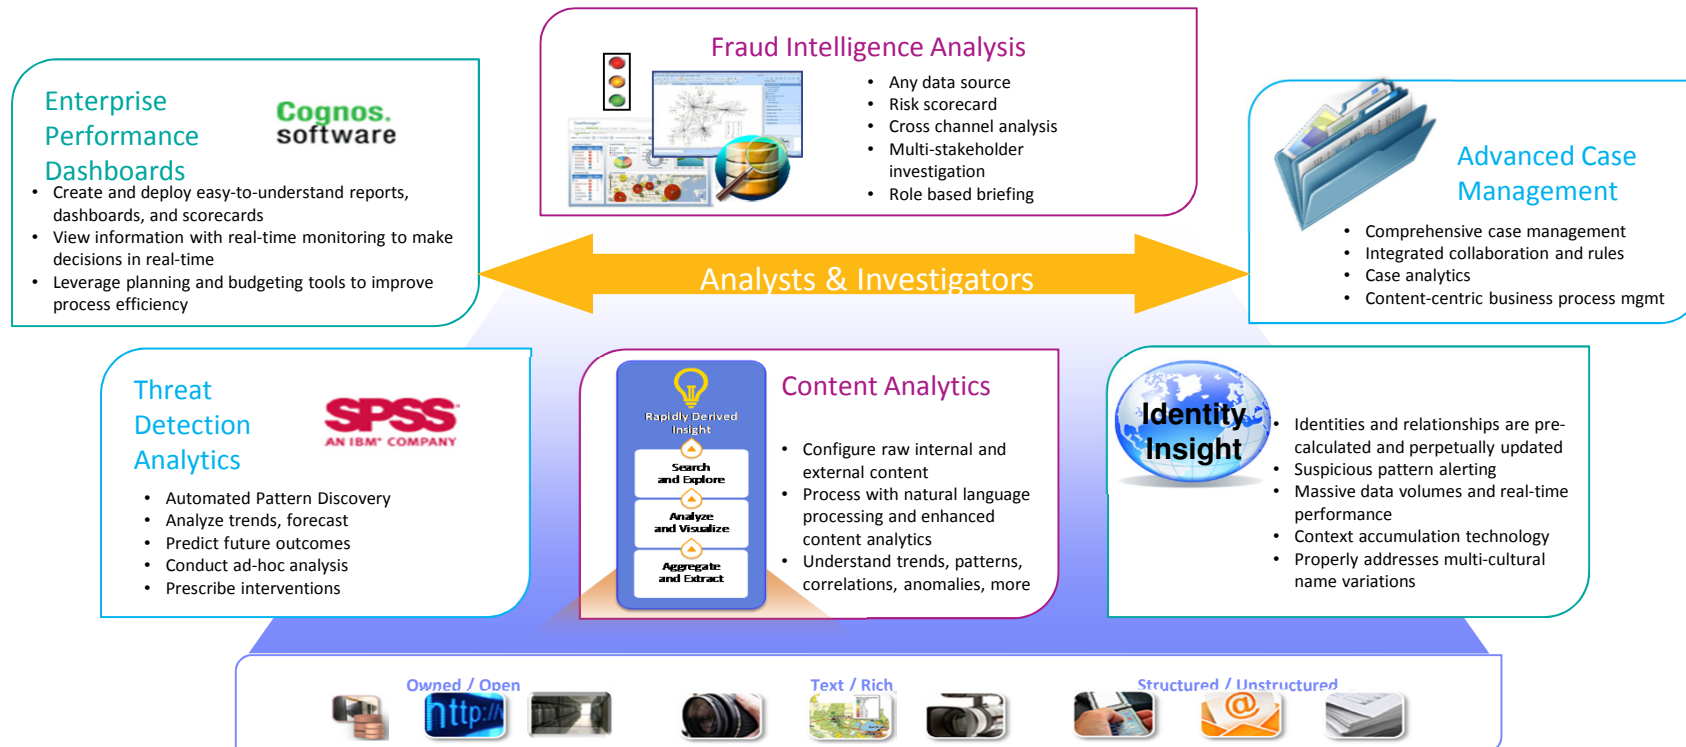 Fraud Intelligence Analysis
• Any data source
• Risk scorecard
• Cross channel analysis
• Multi-stakeholder
investigation
• Role based briefing
Enterprise
Performance
Dashboards
Cognos.
software
• Create and deploy easy-to-understand reports,
dashboards, and scorecards
• View information with real-time monitoring to make
decisions in real-time
• Leverage planning and budgeting tools to improve
process efficiency
Advanced Case
Management
• Comprehensive case management
• Integrated collaboration and rules
• Case analytics
• Content-centric business process mgmt
Analysts & Investigators
Threat
Detection
Analytics
SPSS
AN IBM® COMPANY
• Automated Pattern Discovery
• Analyze trends, forecast
• Predict future outcomes
• Conduct ad-hoc analysis
• Prescribe interventions
Rapidly Derived
Insight
Search
and Explore
Analyze
and Visualize
Aggregate
and Extract
Content Analytics
• Configure raw internal and
external content
• Process with natural language
processing and enhanced
content analytics
• Understand trends, patterns,
correlations, anomalies, more
Identity
Insight
• Identities and relationships are pre-
calculated and perpetually updated
• Suspicious pattern alerting
• Massive data volumes and real-time
performance
• Context accumulation technology
• Properly addresses multi-cultural
name variations
Owned / Open
Text / Rich
Structured / Unstructured
http://
@